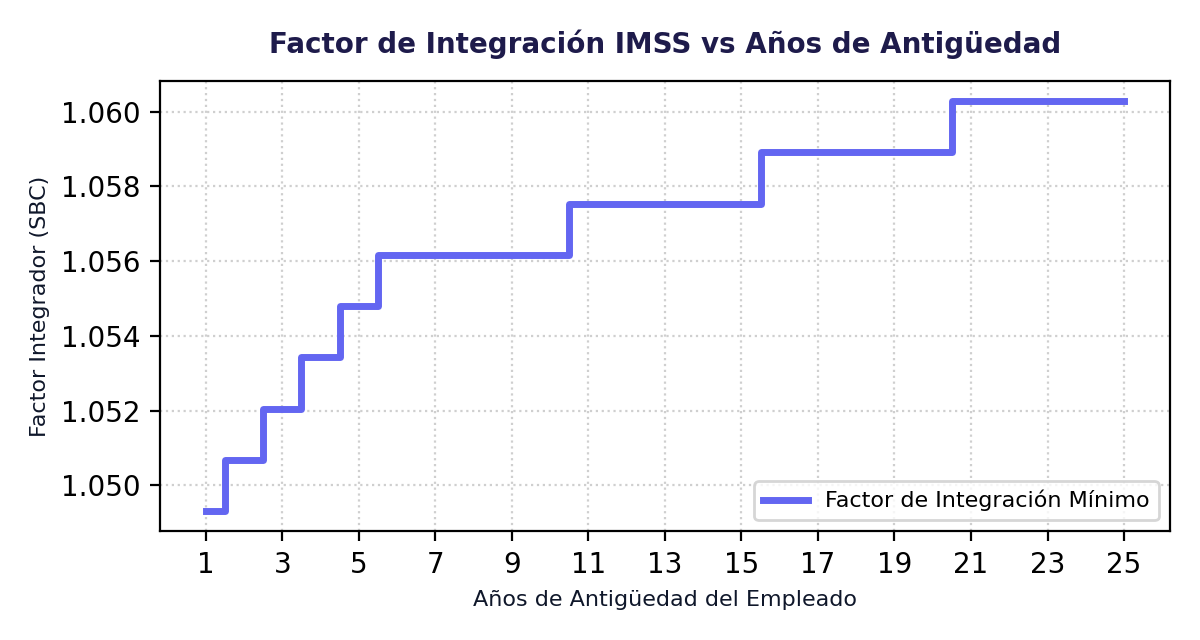 Factor de Integración IMSS vs Años de Antigüedad
Factor Integrador (SBC)
1.060
1.058
1.056
1.054
1.052
1.050
Factor de Integración Mínimo
1 3 5 7 9 11 13 15 17 19 21 23 25
Años de Antigüedad del Empleado